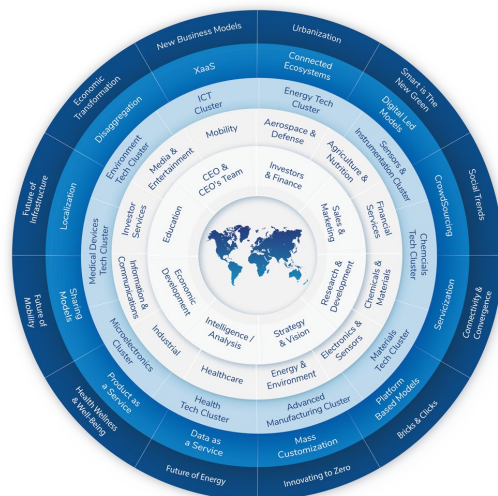 New Business Models
Urbanization
Smart is The
New Green
Social Trends
Connectivity &
Convergence
Bricks & Clicks
Innovating to Zero
Future of Energy
Health Wellness
& Well-Being
Future of
Mobility
Future of
Infrastructure
Economic
Transformation
XaaS
Connected
Ecosystems
Digital Led
Models
CrowdSourcing
Servicization
Platform
Based Models
Mass
Customization
Data as
a Service
Product as
a Service
Sharing
Models
Localization
Disaggregation
ICT
Cluster
Energy Tech
Cluster
Sensors &
Instrumentation Cluster
Chemcials
Tech Cluster
Materials
Tech Cluster
Advanced
Manufacturing Cluster
Health
Tech Cluster
Microelectronics
Cluster
Medical Devices
Tech Cluster
Environment
Tech Cluster
Mobility
Aerospace &
Defense
Agriculture &
Nutrition
Financial
Services
Chemicals &
Materials
Electronics &
Sensors
Energy &
Environment
Healthcare
Industrial
Information &
Communications
Investor
Services
Media &
Entertainment
CEO &
CEO's Team
Investors
& Finance
Sales &
Marketing
Research &
Development
Strategy
& Vision
Intelligence /
Analysis
Economic
Development
Education